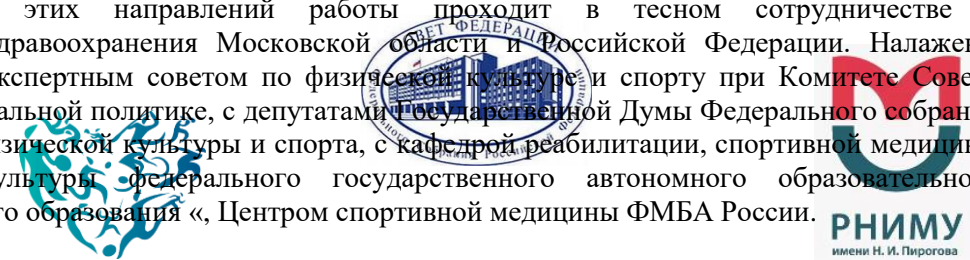 этих направлений работы проходит в тесном сотрудничестве
дравоохранения Московской области и Российской Федерации. Налажен
кспертным советом по физической культуре и спорту при Комитете Сове
альной политике, с депутатами Государственной Думы Федерального собран
изической культуры и спорта, с кафедрой реабилитации, спортивной медицин
ультуры федерального государственного автономного образовательно
го образования «, Центром спортивной медицины ФМБА России.
РНИМУ
имени Н. И. Пирогова